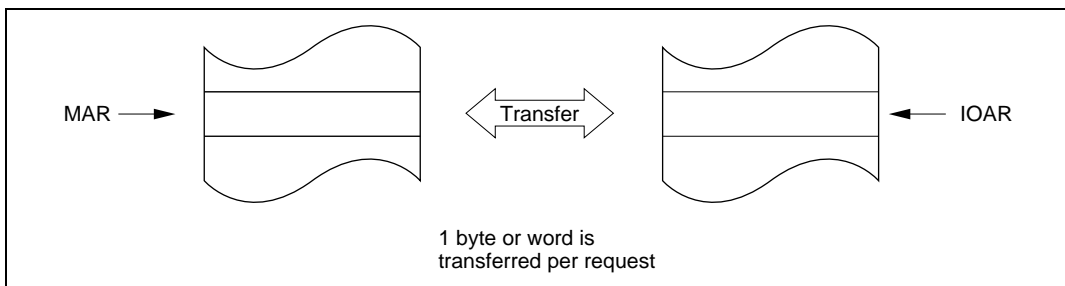 MAR
Transfer
IOAR
1 byte or word is
transferred per request